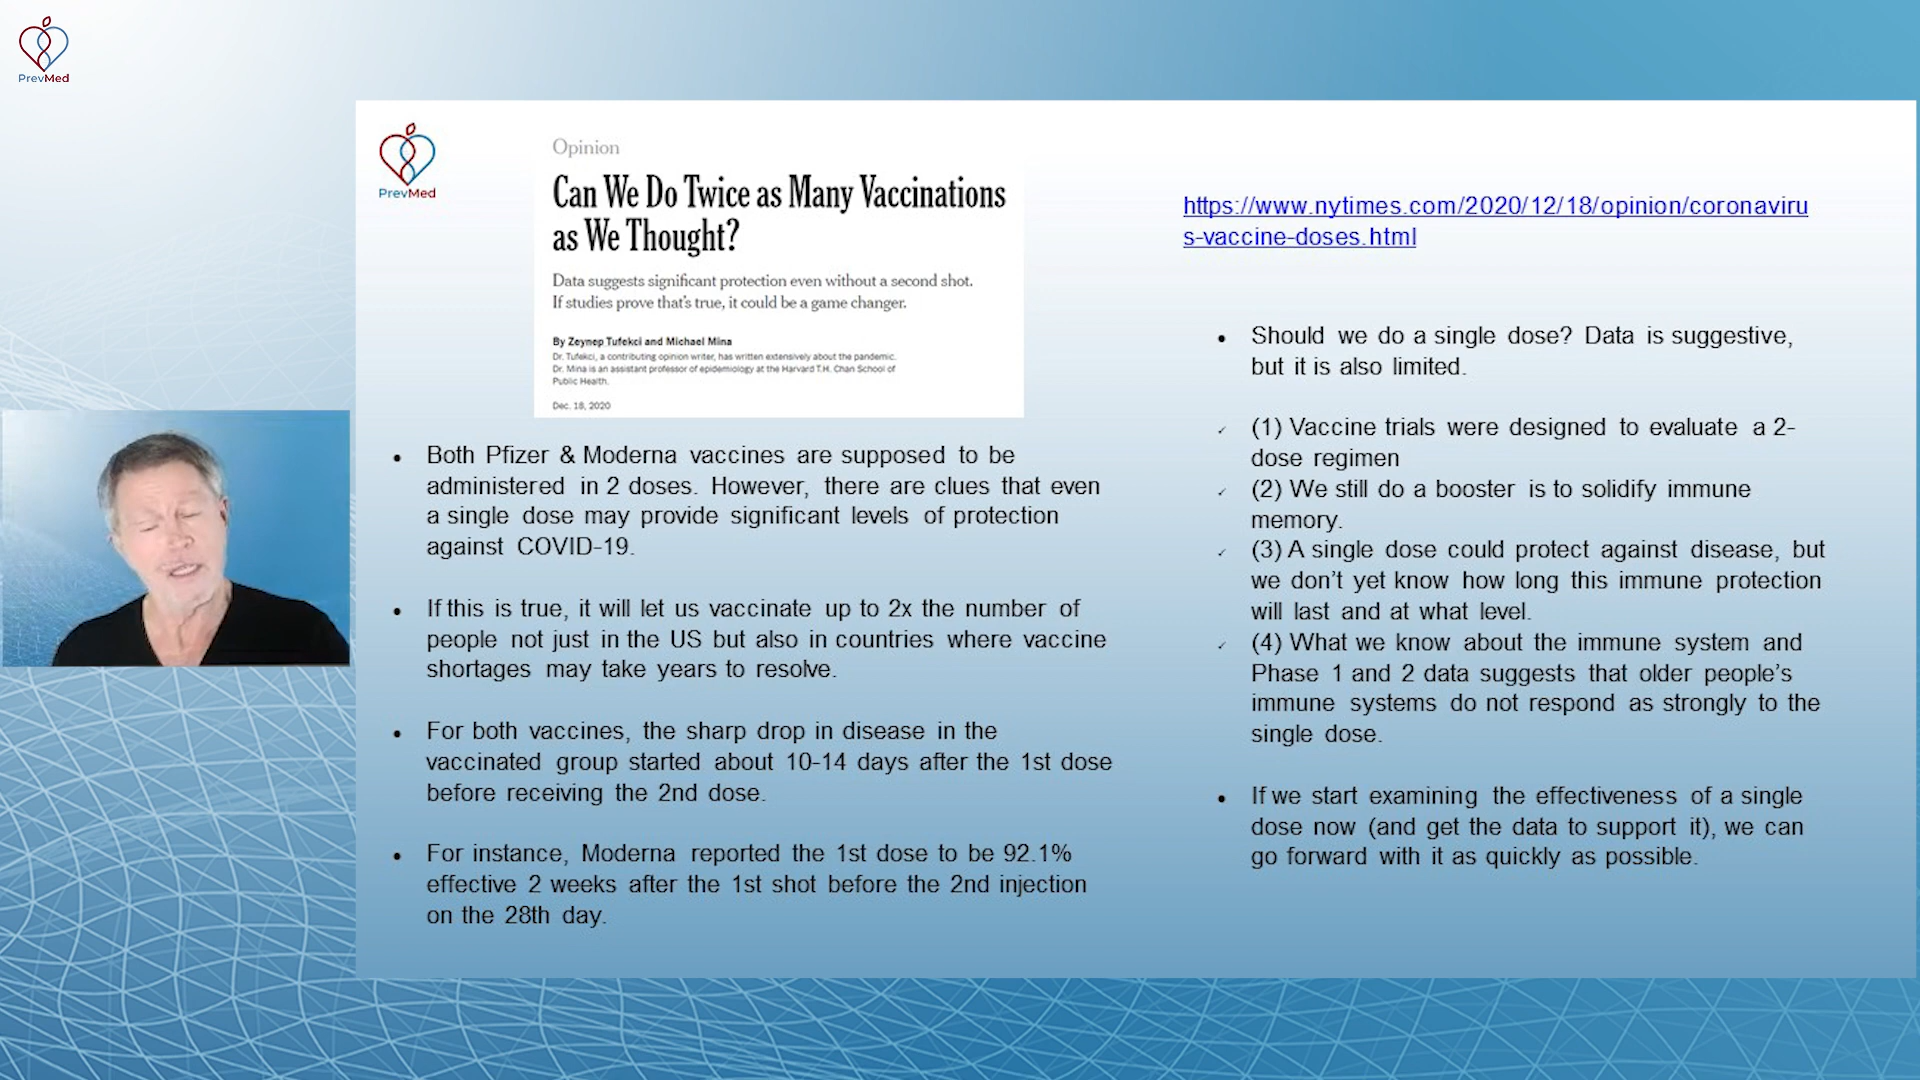 PrevMed
PrevMed
Opinion
Can We Do Twice as Many Vaccinations
as We Thought?
Data suggests significant protection even without a second shot.
If studies prove that's true, it could be a game changer.
By Zeynep Tufekci and Michael Mina
Dr. Tufekci, a contributing opinion writer, has written extensively about the pandemic.
Dr. Mina is an assistant professor of epidemiology at the Harvard T.H. Chan School of
Public Health.
Dec. 18, 2020
• Both Pfizer & Moderna vaccines are supposed to be
administered in 2 doses. However, there are clues that even
a single dose may provide significant levels of protection
against COVID-19.
• If this is true, it will let us vaccinate up to 2x the number of
people not just in the US but also in countries where vaccine
shortages may take years to resolve.
• For both vaccines, the sharp drop in disease in the
vaccinated group started about 10-14 days after the 1st dose
before receiving the 2nd dose.
• For instance, Moderna reported the 1st dose to be 92.1%
effective 2 weeks after the 1st shot before the 2nd injection
on the 28th day.
https://www.nytimes.com/2020/12/18/opinion/coronaviru
s-vaccine-doses.html
• Should we do a single dose? Data is suggestive,
but it is also limited.
✓ (1) Vaccine trials were designed to evaluate a 2-
dose regimen
✓ (2) We still do a booster is to solidify immune
memory.
✓ (3) A single dose could protect against disease, but
we don't yet know how long this immune protection
will last and at what level.
✓ (4) What we know about the immune system and
Phase 1 and 2 data suggests that older people's
immune systems do not respond as strongly to the
single dose.
• If we start examining the effectiveness of a single
dose now (and get the data to support it), we can
go forward with it as quickly as possible.